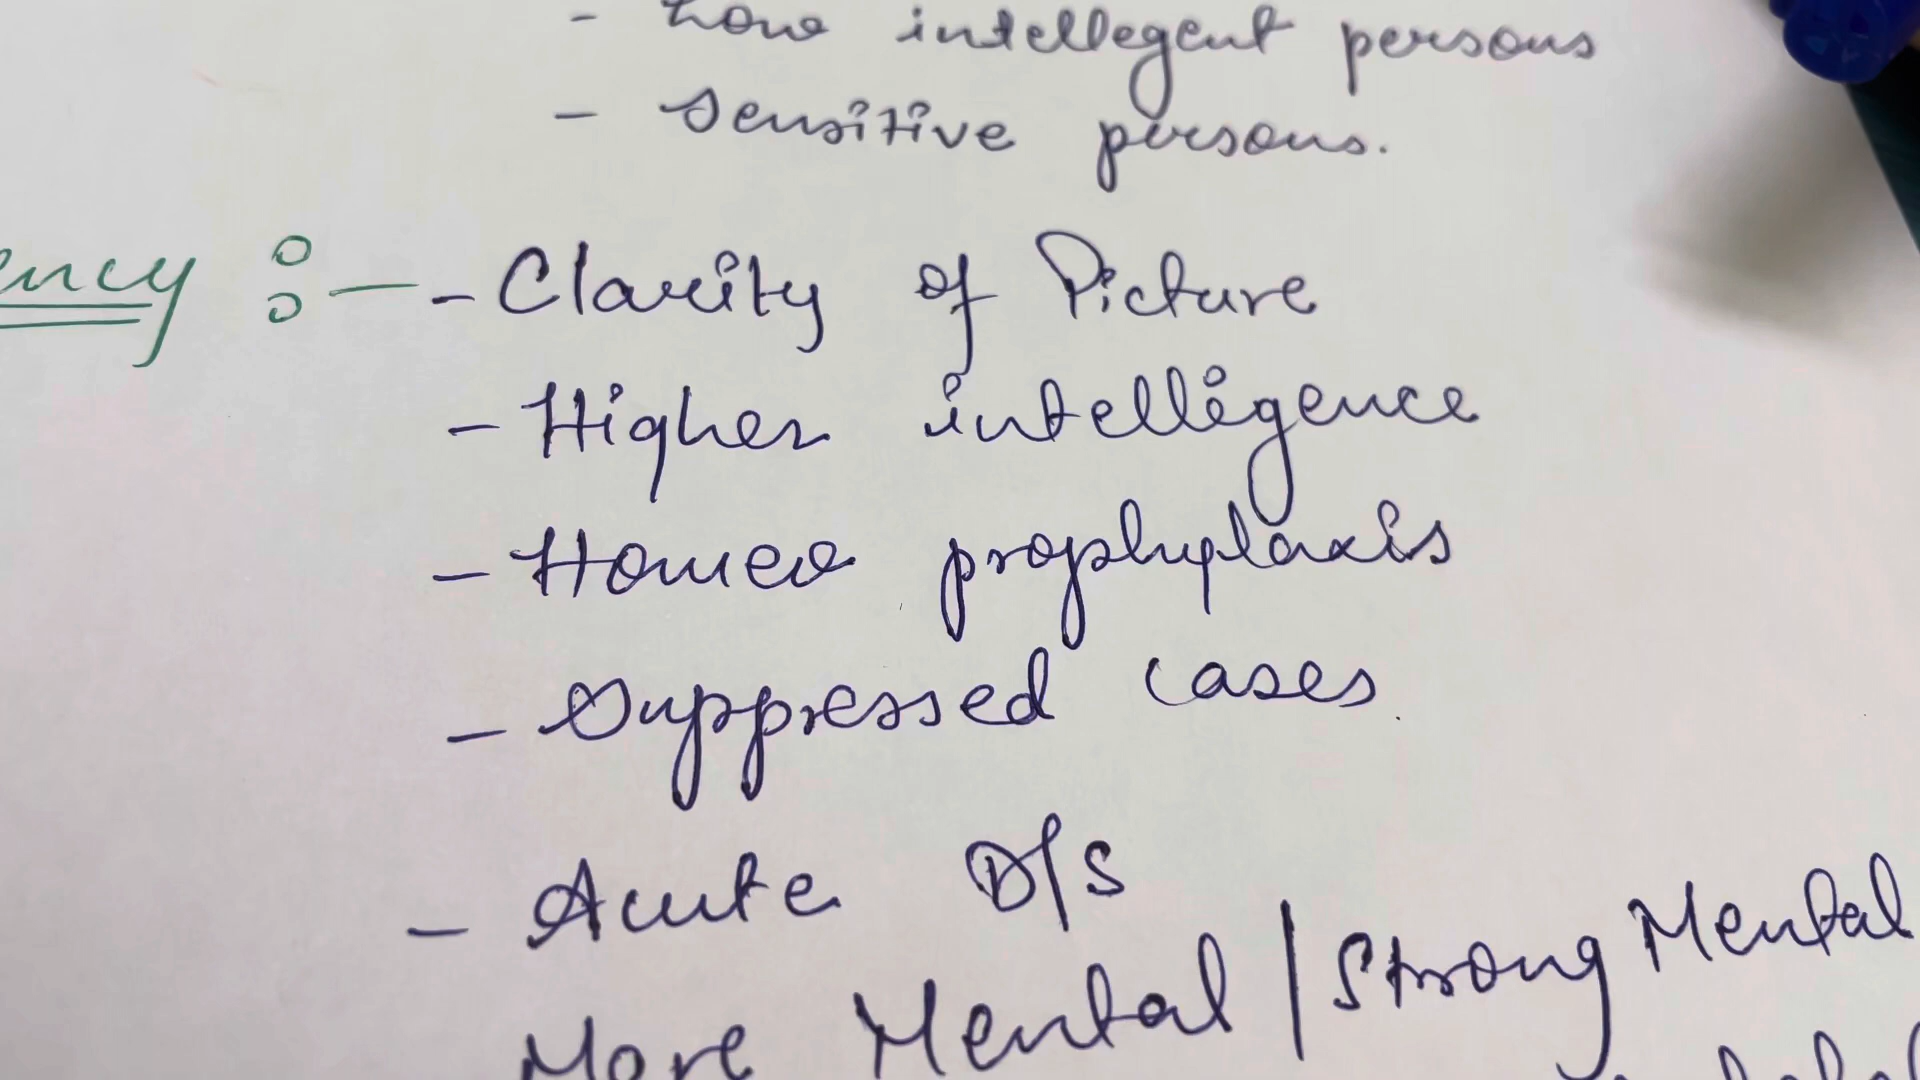 - Low intellegent persons
- Sensitive persons.
ency :- - Clarity of Picture
- Higher intelligence
- Homeo prophylaxis
- Suppressed cases.
- Acute D/s
More Mental / Strong Mental